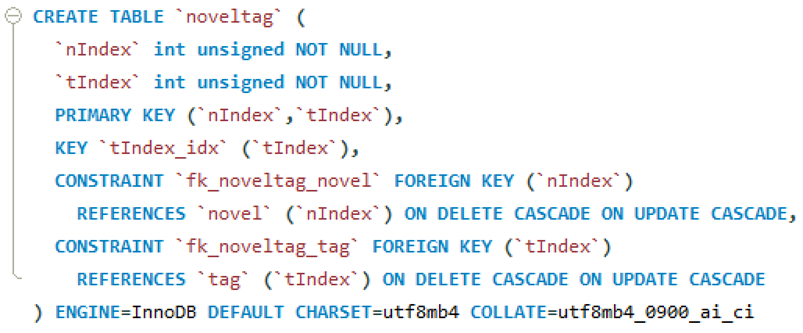 CREATE TABLE `noveltag` (
`nIndex` int unsigned NOT NULL,
`tIndex` int unsigned NOT NULL,
PRIMARY KEY (`nIndex`,`tIndex`),
KEY `tIndex_idx` (`tIndex`),
CONSTRAINT `fk_noveltag_novel` FOREIGN KEY (`nIndex`)
REFERENCES `novel` (`nIndex`) ON DELETE CASCADE ON UPDATE CASCADE,
CONSTRAINT `fk_noveltag_tag` FOREIGN KEY (`tIndex`)
REFERENCES `tag` (`tIndex`) ON DELETE CASCADE ON UPDATE CASCADE
) ENGINE=InnoDB DEFAULT CHARSET=utf8mb4 COLLATE=utf8mb4_0900_ai_ci